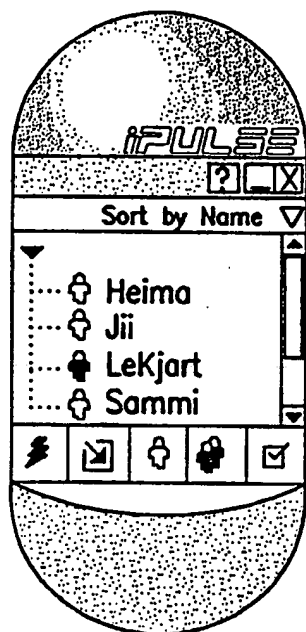 iPULSE
? _ X
Sort by Name
Heima
Jii
LeKjart
Sammi